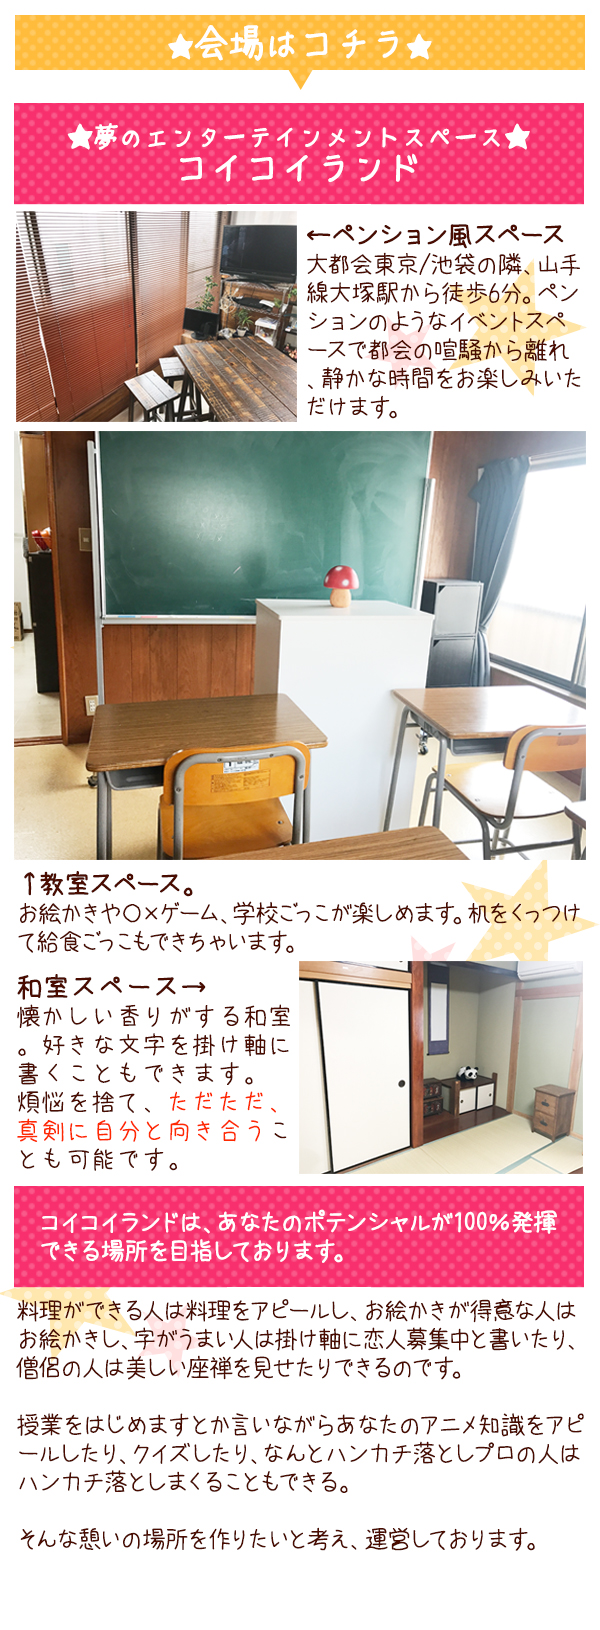 ★会場はコチラ★
★夢のエンターテインメントスペース★
コイコイランド
←ペンション風スペース
大都会東京/池袋の隣、山手
線大塚駅から徒歩6分。ペン
ションのようなイベントスペ
ースで都会の喧騒から離れ
、静かな時間をお楽しみいた
だけます。
↑教室スペース。
お絵かきや○×ゲーム、学校ごっこが楽しめます。机をくっつけ
て給食ごっこもできちゃいます。
和室スペース→
懐かしい香りがする和室
。好きな文字を掛け軸に
書くこともできます。
煩悩を捨て、ただただ、
真剣に自分と向き合うこ
とも可能です。
コイコイランドは、あなたのポテンシャルが100%発揮
できる場所を目指しております。
料理ができる人は料理をアピールし、お絵かきが得意な人は
お絵かきし、字がうまい人は掛け軸に恋人募集中と書いたり、
僧侶の人は美しい座禅を見せたりできるのです。
授業をはじめますとか言いながらあなたのアニメ知識をアピ
ールしたり、クイズしたり、なんとハンカチ落としプロの人は
ハンカチ落としまくることもできる。
そんな憩いの場所を作りたいと考え、運営しております。